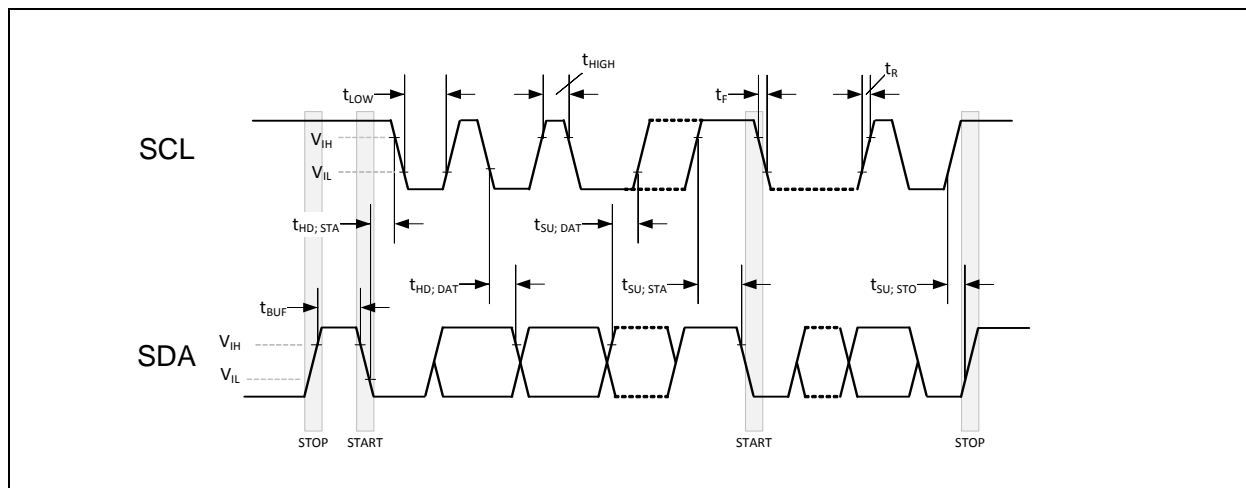 tHIGH
tLOW
tF
tR
SCL
VIH
VIL
tHD; STA
tSU; DAT
tHD; DAT
tSU; STA
tSU; STO
tBUF
SDA
VIH
VIL
STOP
START
START
STOP